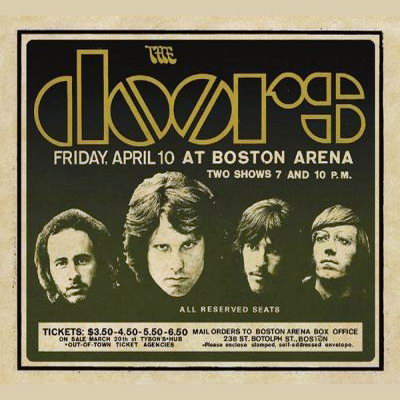 THE
doors
FRIDAY, APRIL 10 AT BOSTON ARENA
TWO SHOWS 7 AND 10 P.M.
ALL RESERVED SEATS
TICKETS: $3.50-4.50-5.50-6.50
ON SALE MARCH 20th at TYSON'S•HUB
•OUT-OF-TOWN TICKET AGENCIES
MAIL ORDERS TO BOSTON ARENA BOX OFFICE
238 ST. BOTOLPH ST., BOSTON
•Please enclose stamped, self-addressed envelope.